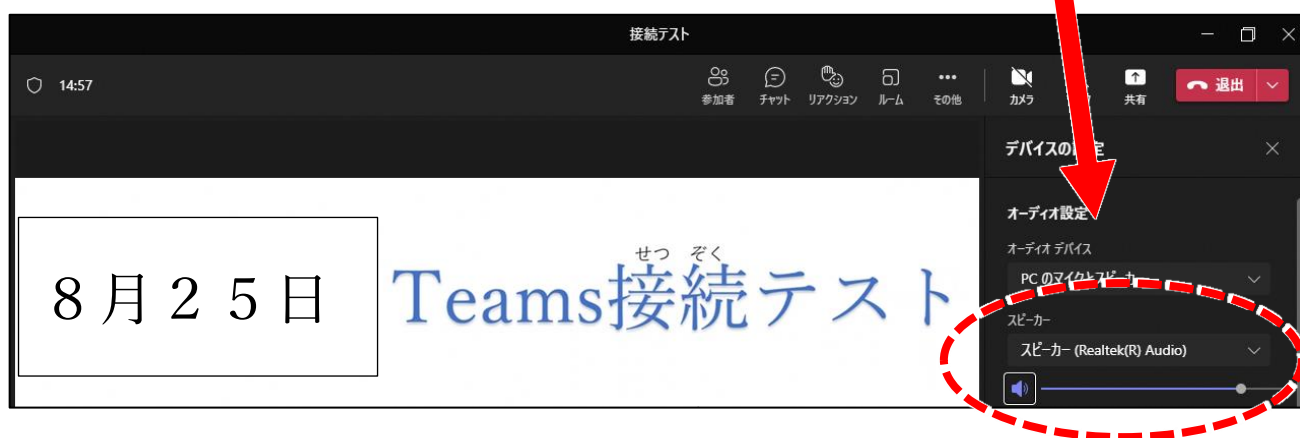 接続テスト
14:57
参加者 チャット リアクション ルーム その他 カメラ 共有 退出
デバイスの設定
オーディオ設定
オーディオ デバイス
PC のマイクとスピーカー
スピーカー
スピーカー (Realtek(R) Audio)
せつ ぞく
8月25日 Teams接続テスト